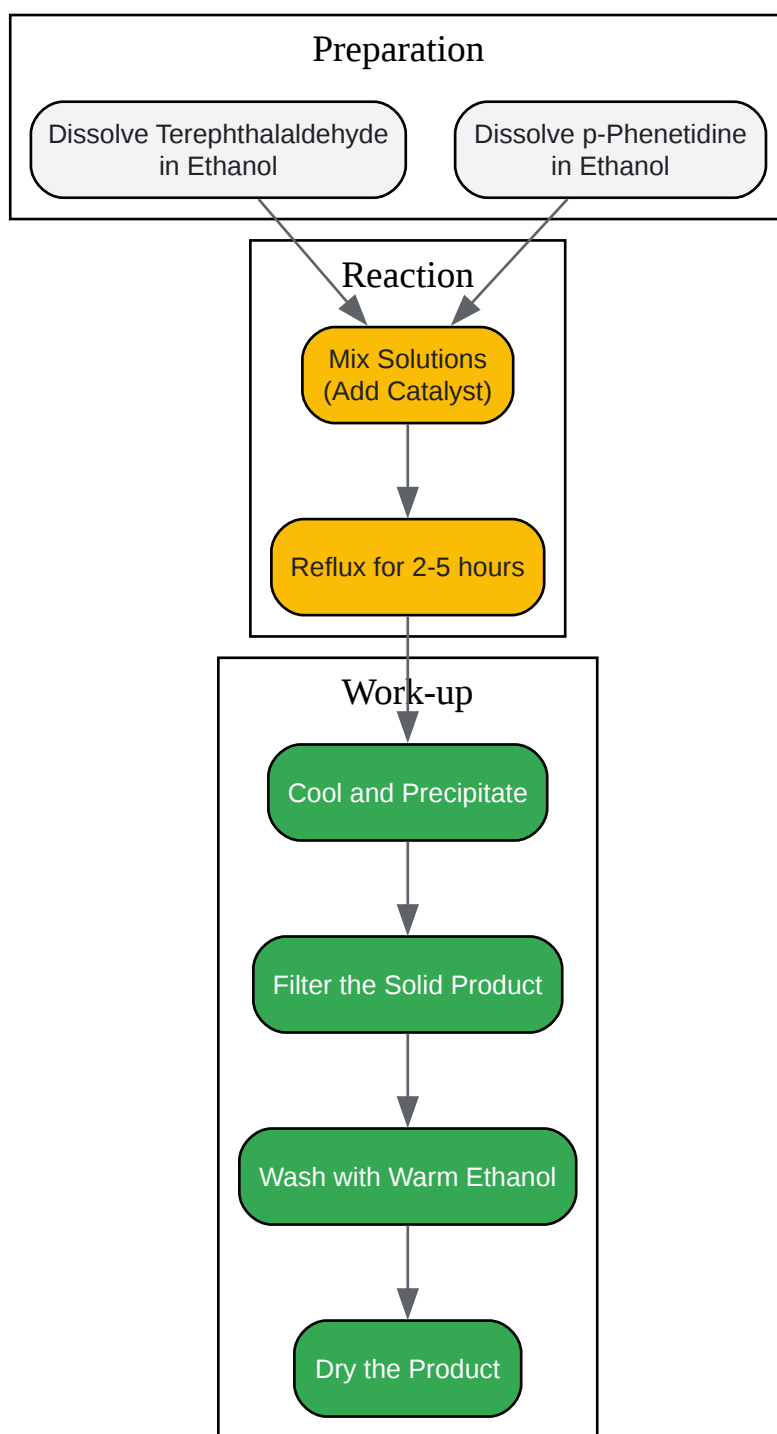 Preparation
Dissolve Terephthalaldehyde
in Ethanol
Dissolve p-Phenetidine
in Ethanol
Reaction
Mix Solutions
(Add Catalyst)
Reflux for 2-5 hours
Work-up
Cool and Precipitate
Filter the Solid Product
Wash with Warm Ethanol
Dry the Product